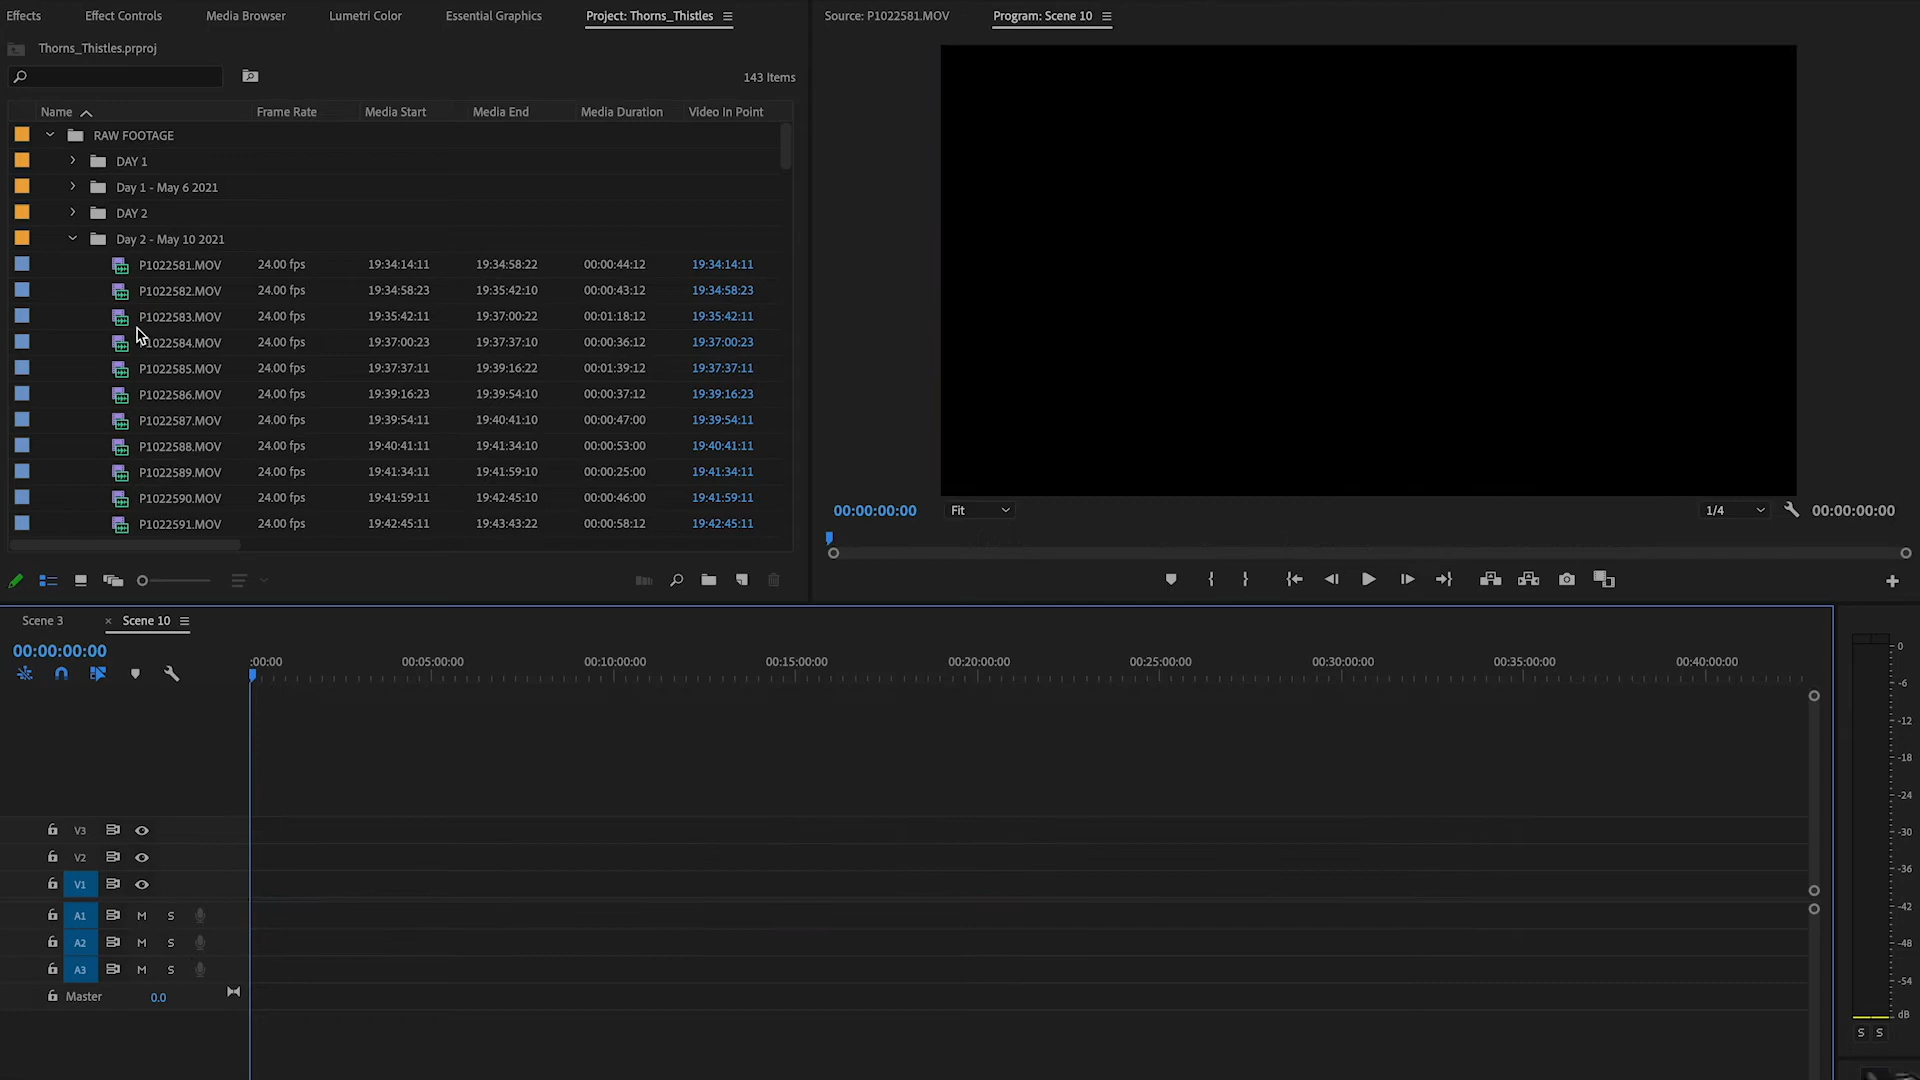 Effects Effect Controls Media Browser Lumetri Color Essential Graphics Project: Thorns_Thistles
Thorns_Thistles.prproj
143 Items
Name Frame Rate Media Start Media End Media Duration Video In Point
RAW FOOTAGE
DAY 1
Day 1 - May 6 2021
DAY 2
Day 2 - May 10 2021
P1022581.MOV 24.00 fps 19:34:14:11 19:34:58:22 00:00:44:12 19:34:14:11
P1022582.MOV 24.00 fps 19:34:58:23 19:35:42:10 00:00:43:12 19:34:58:23
P1022583.MOV 24.00 fps 19:35:42:11 19:37:00:22 00:01:18:12 19:35:42:11
P1022584.MOV 24.00 fps 19:37:00:23 19:37:37:10 00:00:36:12 19:37:00:23
P1022585.MOV 24.00 fps 19:37:37:11 19:39:16:22 00:01:39:12 19:37:37:11
P1022586.MOV 24.00 fps 19:39:16:23 19:39:54:10 00:00:37:12 19:39:16:23
P1022587.MOV 24.00 fps 19:39:54:11 19:40:41:10 00:00:47:00 19:39:54:11
P1022588.MOV 24.00 fps 19:40:41:11 19:41:34:10 00:00:53:00 19:40:41:11
P1022589.MOV 24.00 fps 19:41:34:11 19:41:59:10 00:00:25:00 19:41:34:11
P1022590.MOV 24.00 fps 19:41:59:11 19:42:45:10 00:00:46:00 19:41:59:11
P1022591.MOV 24.00 fps 19:42:45:11 19:43:43:22 00:00:58:12 19:42:45:11
Source: P1022581.MOV Program: Scene 10
00:00:00:00 Fit 1/4 00:00:00:00
Scene 3 × Scene 10
00:00:00:00
:00:00 00:05:00:00 00:10:00:00 00:15:00:00 00:20:00:00 00:25:00:00 00:30:00:00 00:35:00:00 00:40:00:00
V3
V2
V1
A1 M S
A2 M S
A3 M S
Master 0.0
0
-6
-12
-18
-24
-30
-36
-42
-48
-54
dB
S S